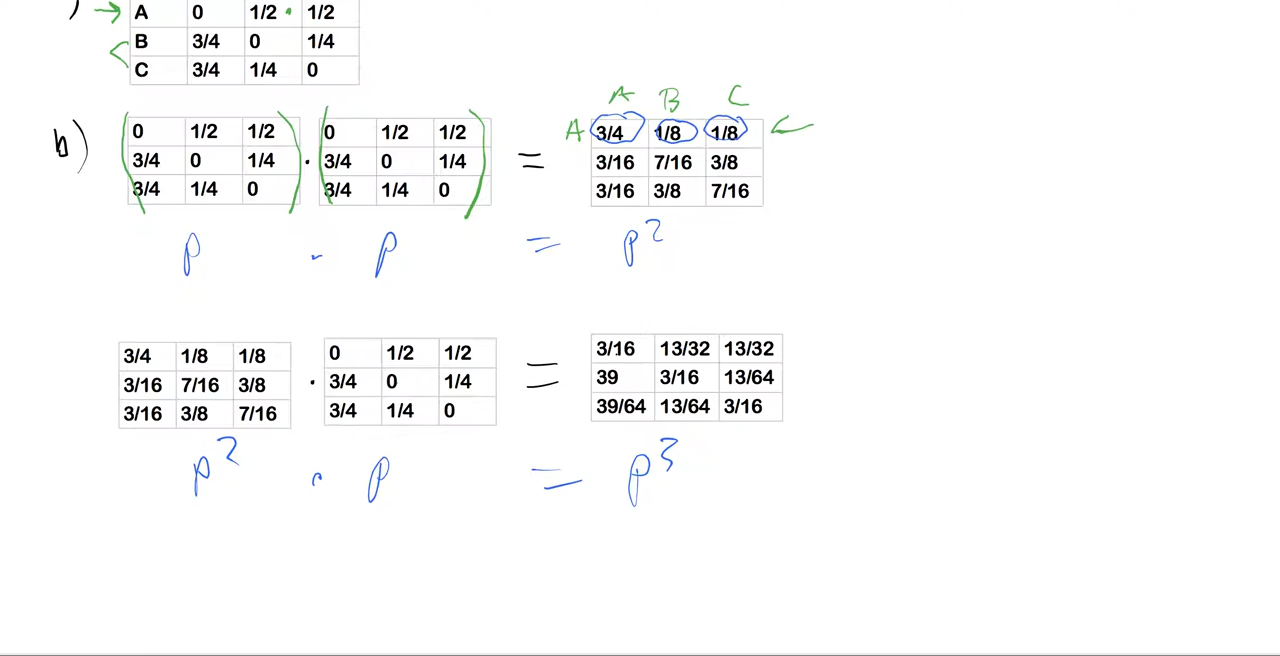 ) → A 0 1/2 · 1/2
B 3/4 0 1/4
C 3/4 1/4 0
A B C
b) 0 1/2 1/2 · 0 1/2 1/2 = A 3/4 1/8 1/8 ←
3/4 0 1/4 3/4 0 1/4 3/16 7/16 3/8
3/4 1/4 0 3/4 1/4 0 3/16 3/8 7/16
P · P = P²
3/4 1/8 1/8 · 0 1/2 1/2 = 3/16 13/32 13/32
3/16 7/16 3/8 3/4 0 1/4 39 3/16 13/64
3/16 3/8 7/16 3/4 1/4 0 39/64 13/64 3/16
P² · P = P³